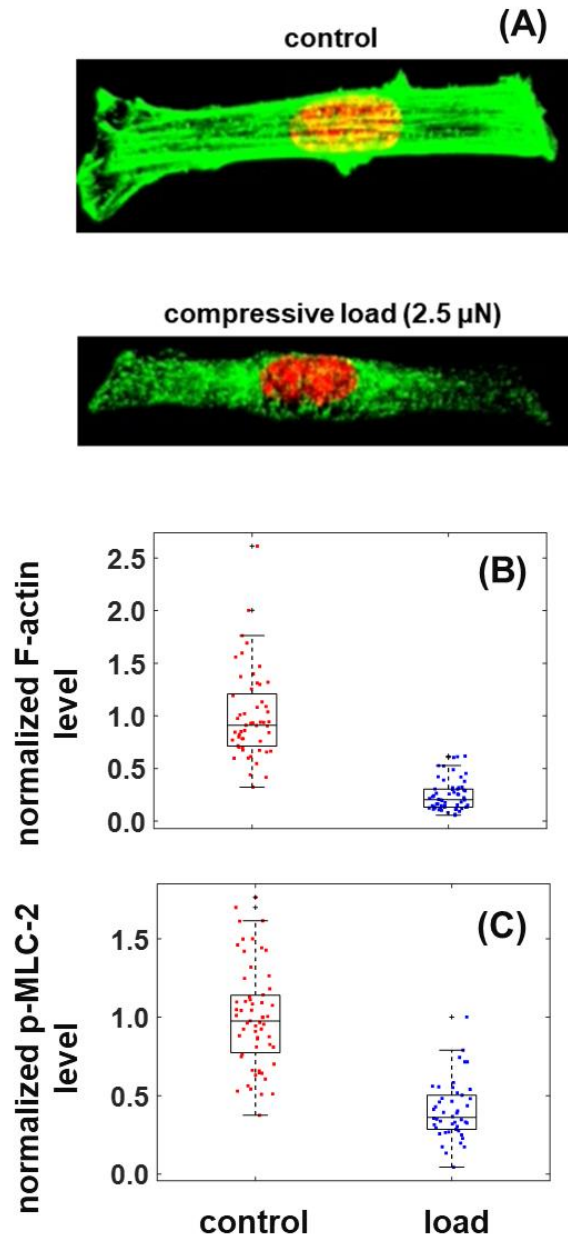 (A)
control
compressive load (2.5 µN)
(B)
normalized F-actin
level
2.5
2.0
1.5
1.0
0.5
0.0
(C)
normalized p-MLC-2
level
1.5
1.0
0.5
0.0
control load